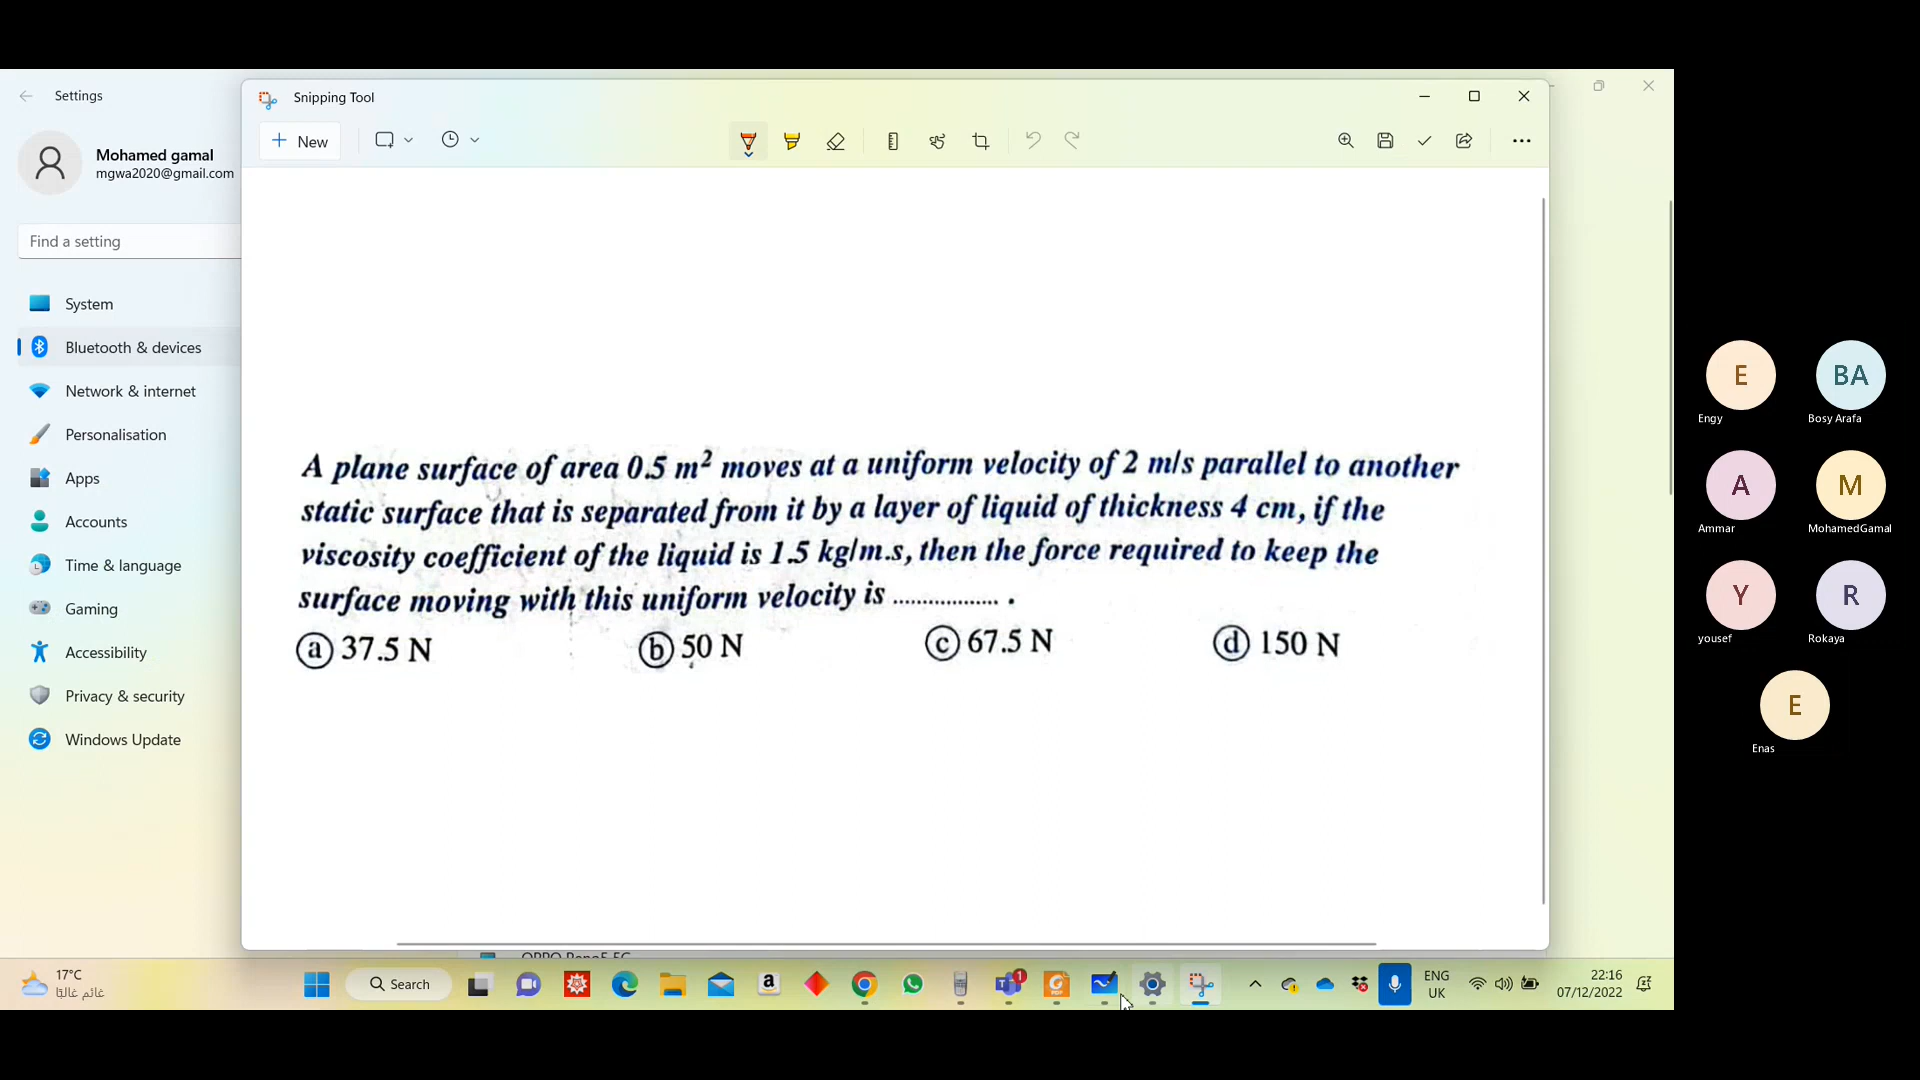 Settings
Snipping Tool
New
Mohamed gamal
mgwa2020@gmail.com
Find a setting
System
Bluetooth & devices
Network & internet
Personalisation
Apps
Accounts
Time & language
Gaming
Accessibility
Privacy & security
Windows Update
A plane surface of area 0.5 m² moves at a uniform velocity of 2 m/s parallel to another
static surface that is separated from it by a layer of liquid of thickness 4 cm, if the
viscosity coefficient of the liquid is 1.5 kg/m.s, then the force required to keep the
surface moving with this uniform velocity is .................. .
ⓐ 37.5 N ⓑ 50 N ⓒ 67.5 N ⓓ 150 N
E BA
Engy Bosy Arafa
A M
Ammar MohamedGamal
Y R
yousef Rokaya
E
Enas
17°C
غائم غالبًا
Search
1
ENG
UK
22:16
07/12/2022